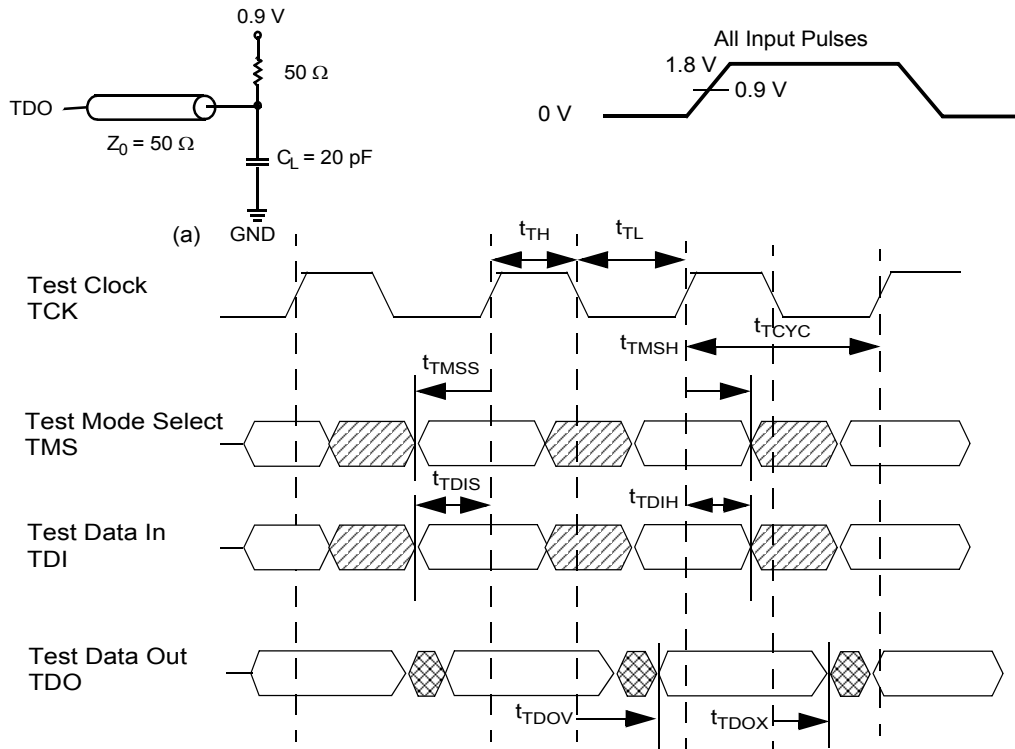 0.9 V
50 Ω
TDO
Z0 = 50 Ω
CL = 20 pF
(a)
GND
All Input Pulses
1.8 V
0.9 V
0 V
tTH
tTL
Test Clock
TCK
tTCYC
tTMSH
tTMSS
Test Mode Select
TMS
tTDIS
tTDIH
Test Data In
TDI
Test Data Out
TDO
tTDOV
tTDOX